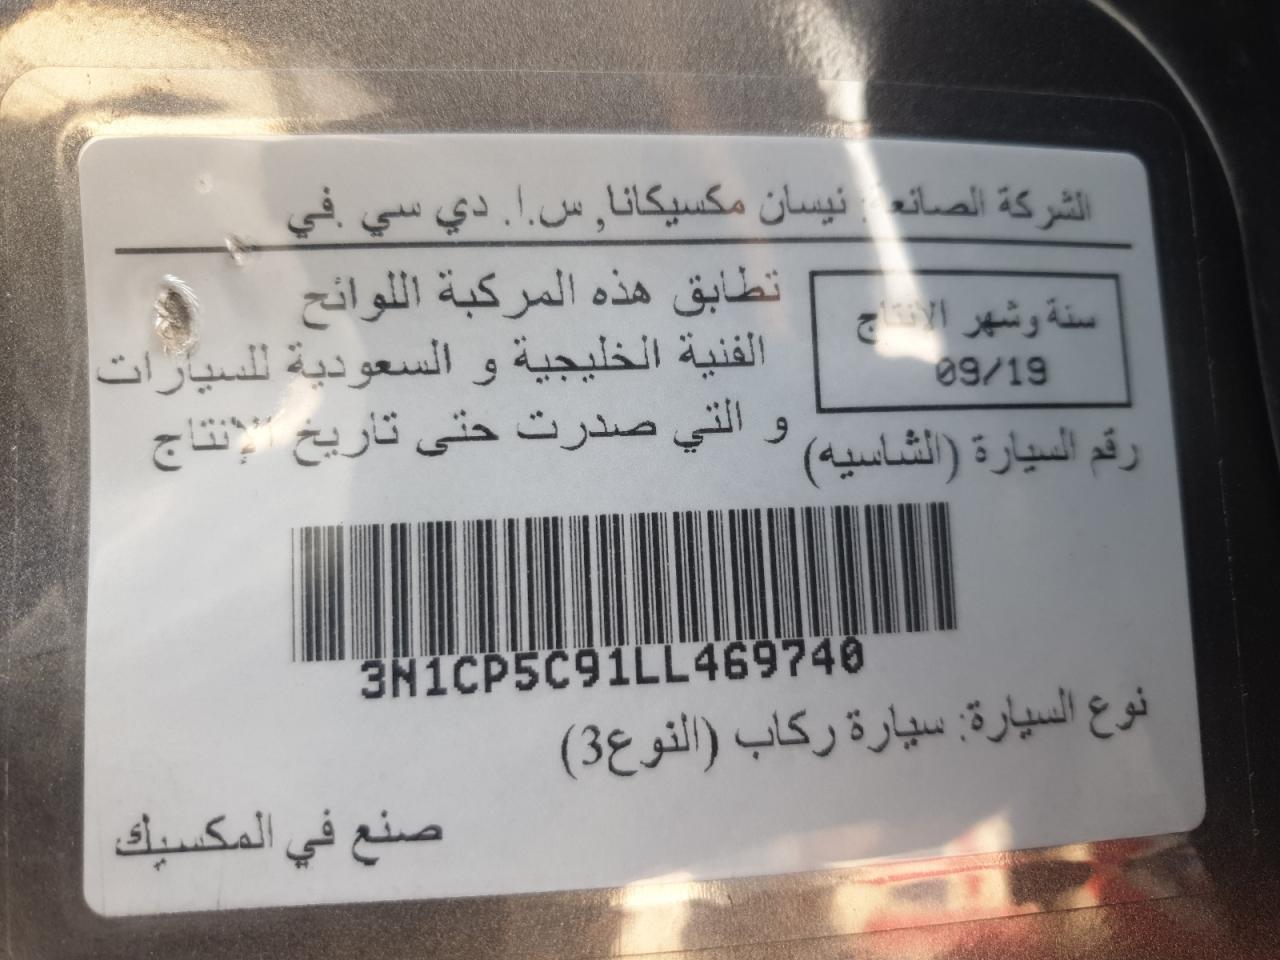 الشركة الصانعة: نيسان مكسيكانا, س.ا. دي سي .في
سنة وشهر الإنتاج
09/19
تطابق هذه المركبة اللوائح
الفنية الخليجية و السعودية للسيارات
و التي صدرت حتى تاريخ الإنتاج
رقم السيارة (الشاسيه)
3N1CP5C91LL469740
نوع السيارة: سيارة ركاب (النوع3)
صنع في المكسيك